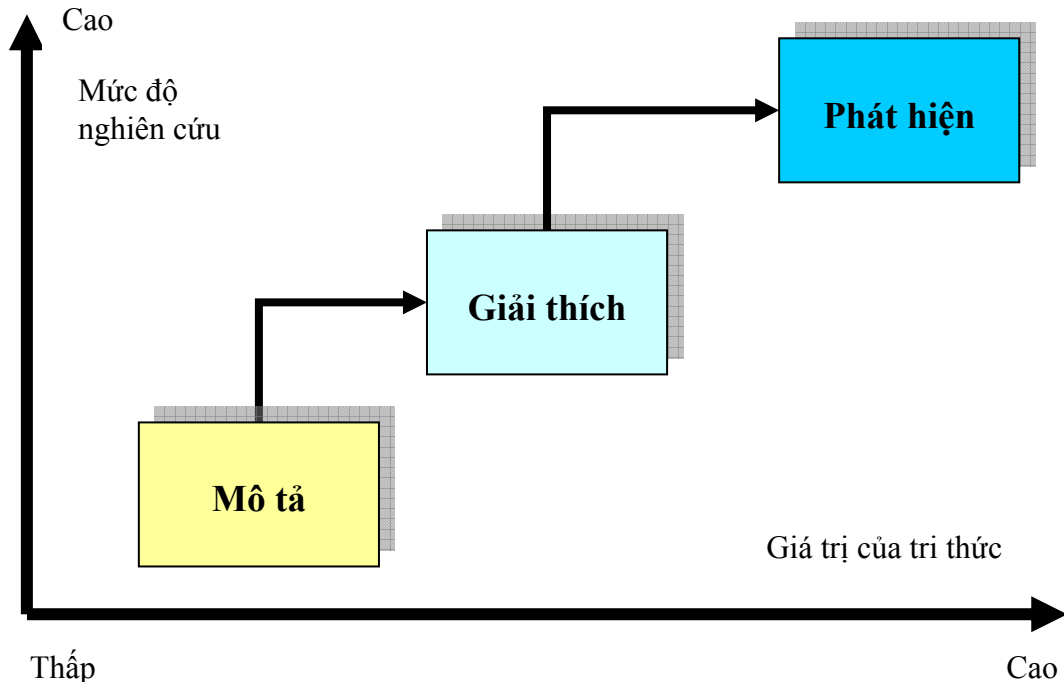 Cao
Mức độ
nghiên cứu
Phát hiện
Giải thích
Mô tả
Giá trị của tri thức
Thấp
Cao